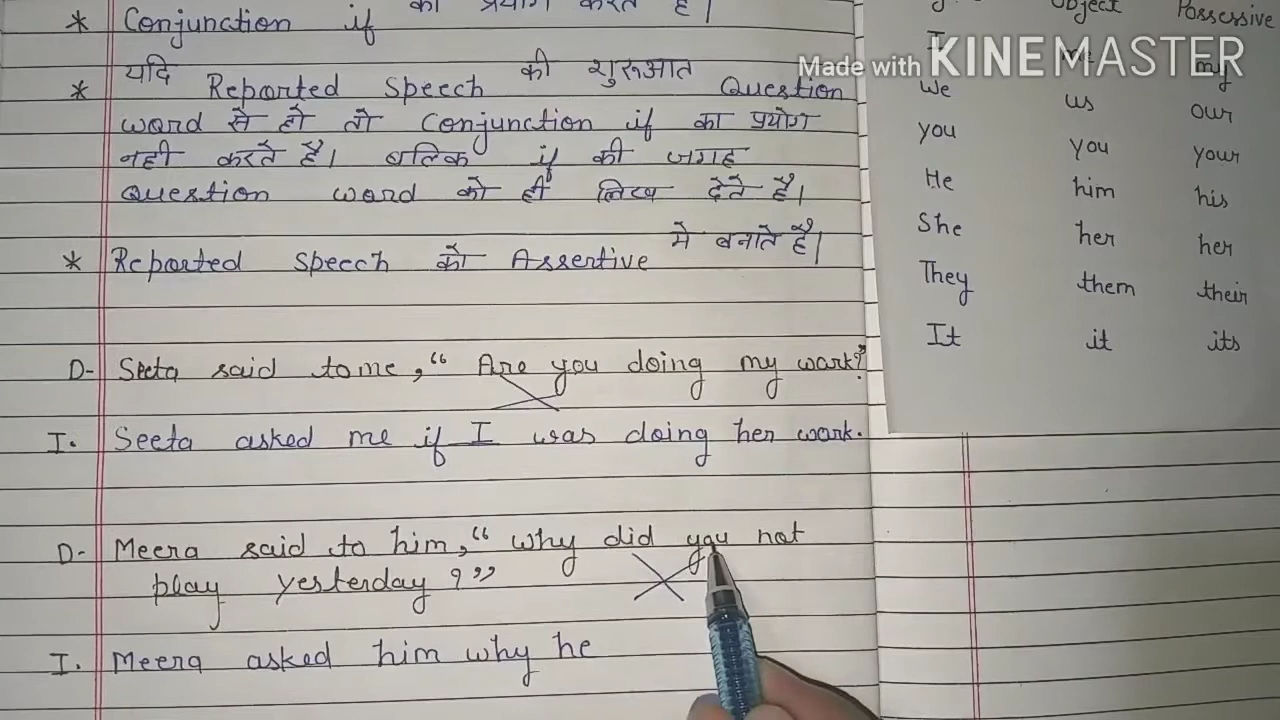 का प्रयोग करते है।
* Conjunction if
* यदि Reported Speech की शुरुआत Question
word से हो तो Conjunction if का प्रयोग
नही करते है। बल्कि if की जगह
Question word को ही लिख देते है।
* Reported Speech को Assertive मे बनाते है।
D- Seeta said to me, “ Are you doing my work?”
I. Seeta asked me if I was doing her work.
D- Meera said to him, “ Why did you not
play yesterday ?”
I. Meera asked him why he
Object Possessive
I me my
We us our
you you your
He him his
She her her
They them their
It it its
Made with KINEMASTER